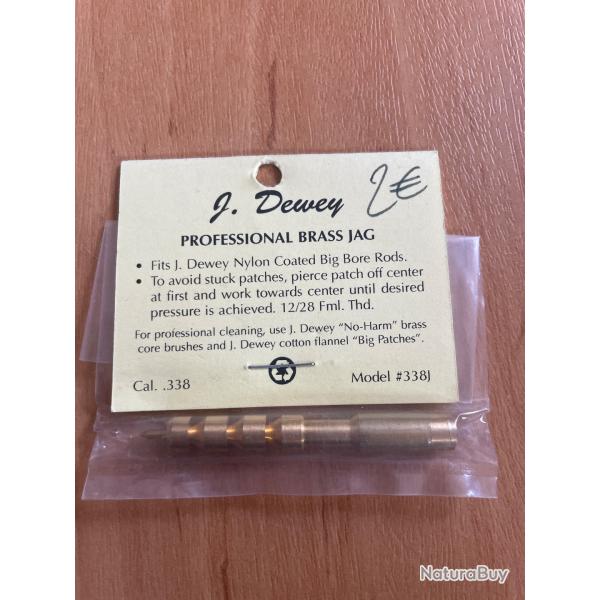 J. Dewey 2€
PROFESSIONAL BRASS JAG
• Fits J. Dewey Nylon Coated Big Bore Rods.
• To avoid stuck patches, pierce patch off center
at first and work towards center until desired
pressure is achieved. 12/28 Fml. Thd.
For professional cleaning, use J. Dewey "No-Harm" brass
core brushes and J. Dewey cotton flannel "Big Patches".
Cal. .338 Model #338J
NaturaBuy